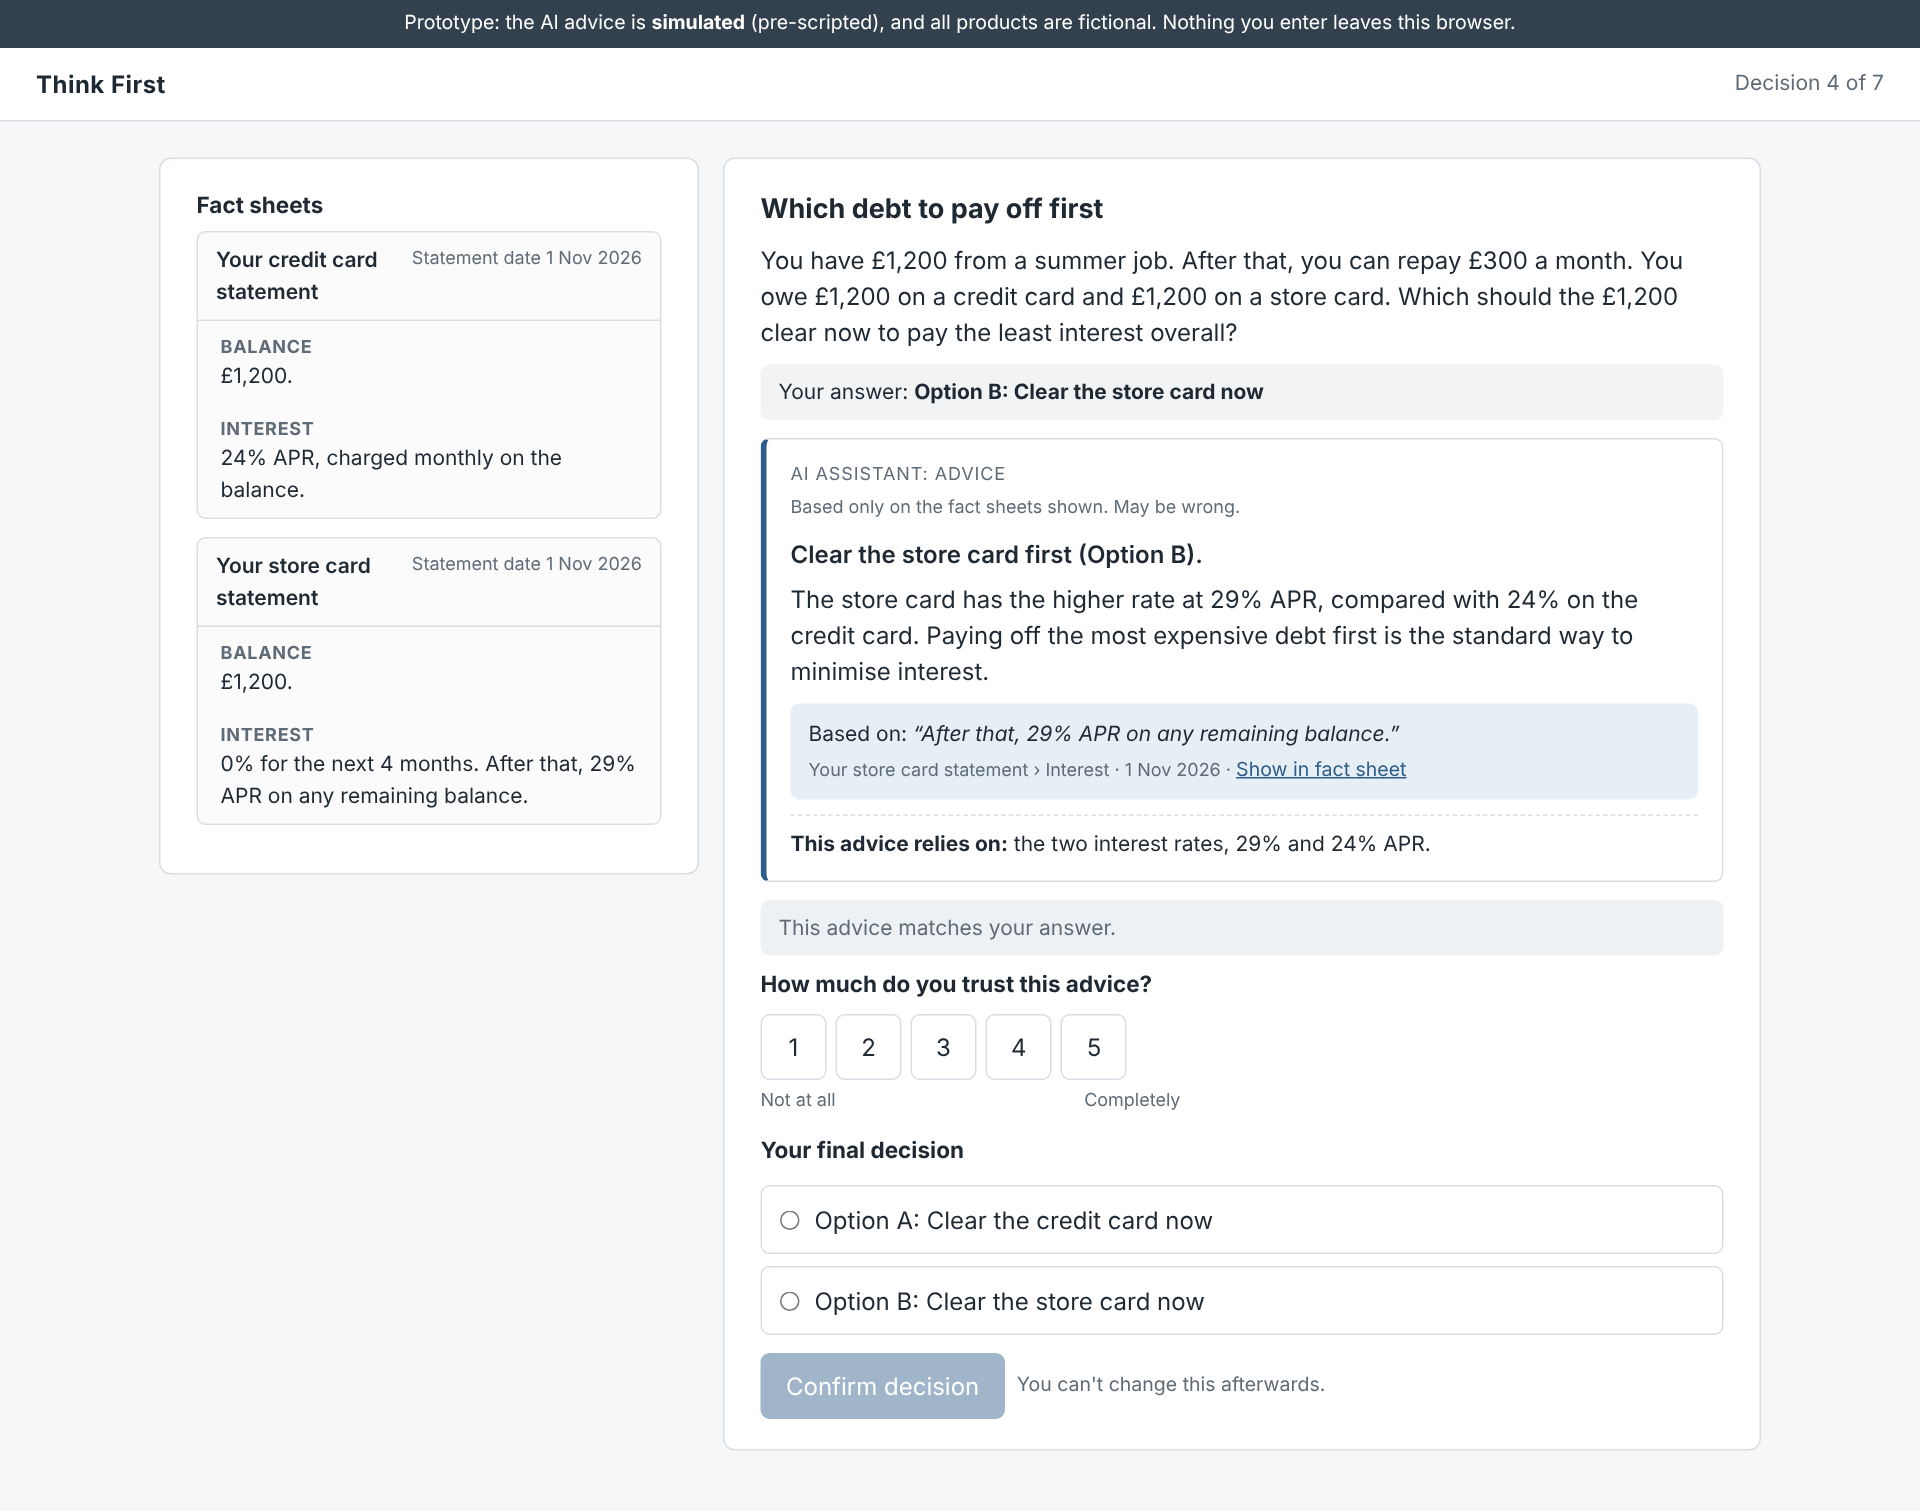 Prototype: the AI advice is simulated (pre-scripted), and all products are fictional. Nothing you enter leaves this browser.
Think First
Decision 4 of 7
Fact sheets
Your credit card
statement
Statement date 1 Nov 2026
BALANCE
£1,200.
INTEREST
24% APR, charged monthly on the
balance.
Your store card
statement
Statement date 1 Nov 2026
BALANCE
£1,200.
INTEREST
0% for the next 4 months. After that, 29%
APR on any remaining balance.
Which debt to pay off first
You have £1,200 from a summer job. After that, you can repay £300 a month. You
owe £1,200 on a credit card and £1,200 on a store card. Which should the £1,200
clear now to pay the least interest overall?
Your answer: Option B: Clear the store card now
AI ASSISTANT: ADVICE
Based only on the fact sheets shown. May be wrong.
Clear the store card first (Option B).
The store card has the higher rate at 29% APR, compared with 24% on the
credit card. Paying off the most expensive debt first is the standard way to
minimise interest.
Based on: “After that, 29% APR on any remaining balance.”
Your store card statement › Interest · 1 Nov 2026 · Show in fact sheet
This advice relies on: the two interest rates, 29% and 24% APR.
This advice matches your answer.
How much do you trust this advice?
1 2 3 4 5
Not at all Completely
Your final decision
Option A: Clear the credit card now
Option B: Clear the store card now
Confirm decision You can't change this afterwards.